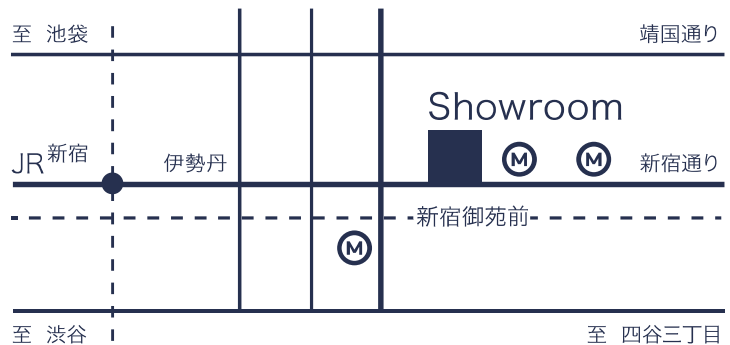 至 池袋
靖国通り
Showroom
JR新宿
伊勢丹
M
M
新宿通り
新宿御苑前
M
至 渋谷
至 四谷三丁目